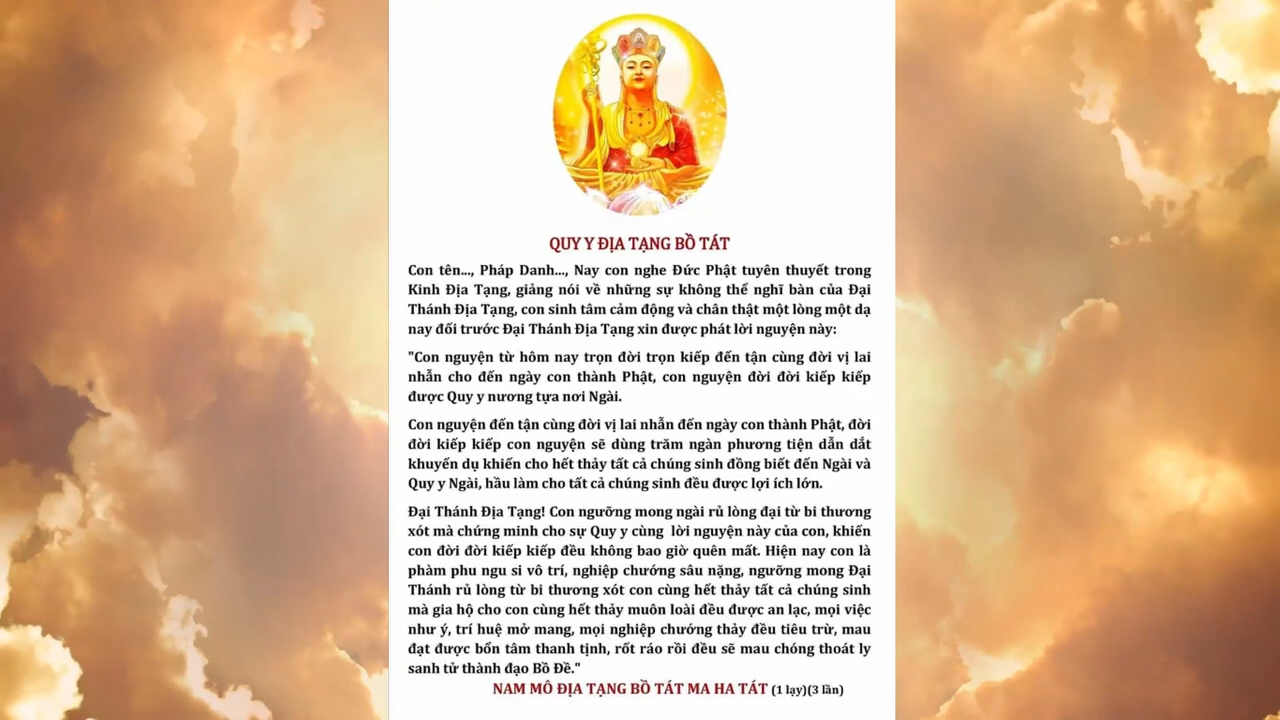 QUY Y ĐỊA TẠNG BỒ TÁT
Con tên..., Pháp Danh..., Nay con nghe Đức Phật tuyên thuyết trong
Kinh Địa Tạng, giảng nói về những sự không thể nghĩ bàn của Đại
Thánh Địa Tạng, con sinh tâm cảm động và chân thật một lòng một dạ
nay đối trước Đại Thánh Địa Tạng xin được phát lời nguyện này:
"Con nguyện từ hôm nay trọn đời trọn kiếp đến tận cùng đời vị lai
nhẫn cho đến ngày con thành Phật, con nguyện đời đời kiếp kiếp
được Quy y nương tựa nơi Ngài.
Con nguyện đến tận cùng đời vị lai nhẫn đến ngày con thành Phật, đời
đời kiếp kiếp con nguyện sẽ dùng trăm ngàn phương tiện dẫn dắt
khuyến dụ khiến cho hết thảy tất cả chúng sinh đồng biết đến Ngài và
Quy y Ngài, hầu làm cho tất cả chúng sinh đều được lợi ích lớn.
Đại Thánh Địa Tạng! Con ngưỡng mong ngài rủ lòng đại từ bi thương
xót mà chứng minh cho sự Quy y cùng lời nguyện này của con, khiến
con đời đời kiếp kiếp đều không bao giờ quên mất. Hiện nay con là
phàm phu ngu si vô trí, nghiệp chướng sâu nặng, ngưỡng mong Đại
Thánh rủ lòng từ bi thương xót con cùng hết thảy tất cả chúng sinh
mà gia hộ cho con cùng hết thảy muôn loài đều được an lạc, mọi việc
như ý, trí huệ mở mang, mọi nghiệp chướng thảy đều tiêu trừ, mau
đạt được bổn tâm thanh tịnh, rốt ráo rồi đều sẽ mau chóng thoát ly
sanh tử thành đạo Bồ Đề."
NAM MÔ ĐỊA TẠNG BỒ TÁT MA HA TÁT (1 lạy)(3 lần)